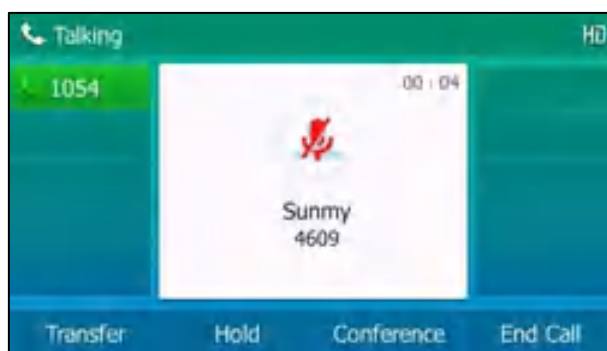 Talking
HD
1054
00 : 04
Sunmy
4609
Transfer
Hold
Conference
End Call